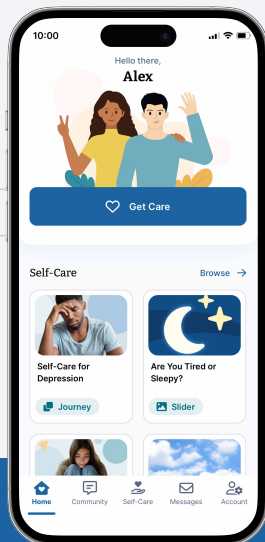 10:00
Hello there,
Alex
Get Care
Self-Care
Browse
Self-Care for
Depression
Journey
Are You Tired or
Sleepy?
Slider
Home
Community
Self-Care
Messages
Account